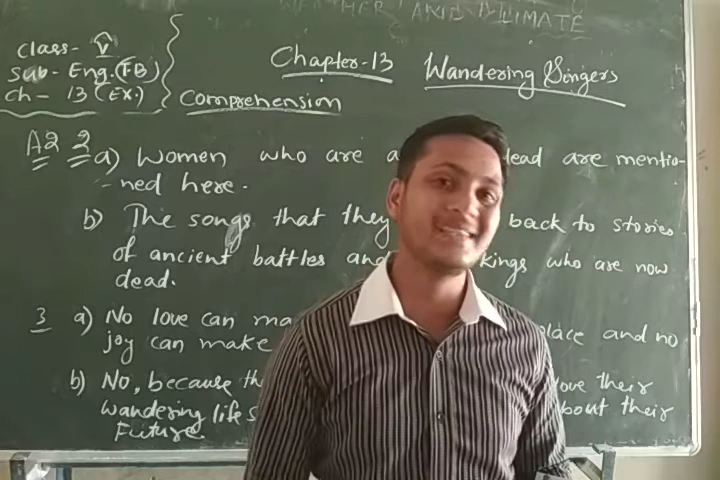 WEATHER AND CLIMATE
Class- V
Sub- Eng.(FB)
Ch- 13 (EX.)
Chapter-13 Wandering Singers
Comprehension
A2 2 a) Women who are a dead are mentio-
-ned here.
b) The songs that they back to stories
of ancient battles and kings who are now
dead.
3 a) No love can ma place and no
joy can make
b) No, because th love their
wandering life s about their
Future.